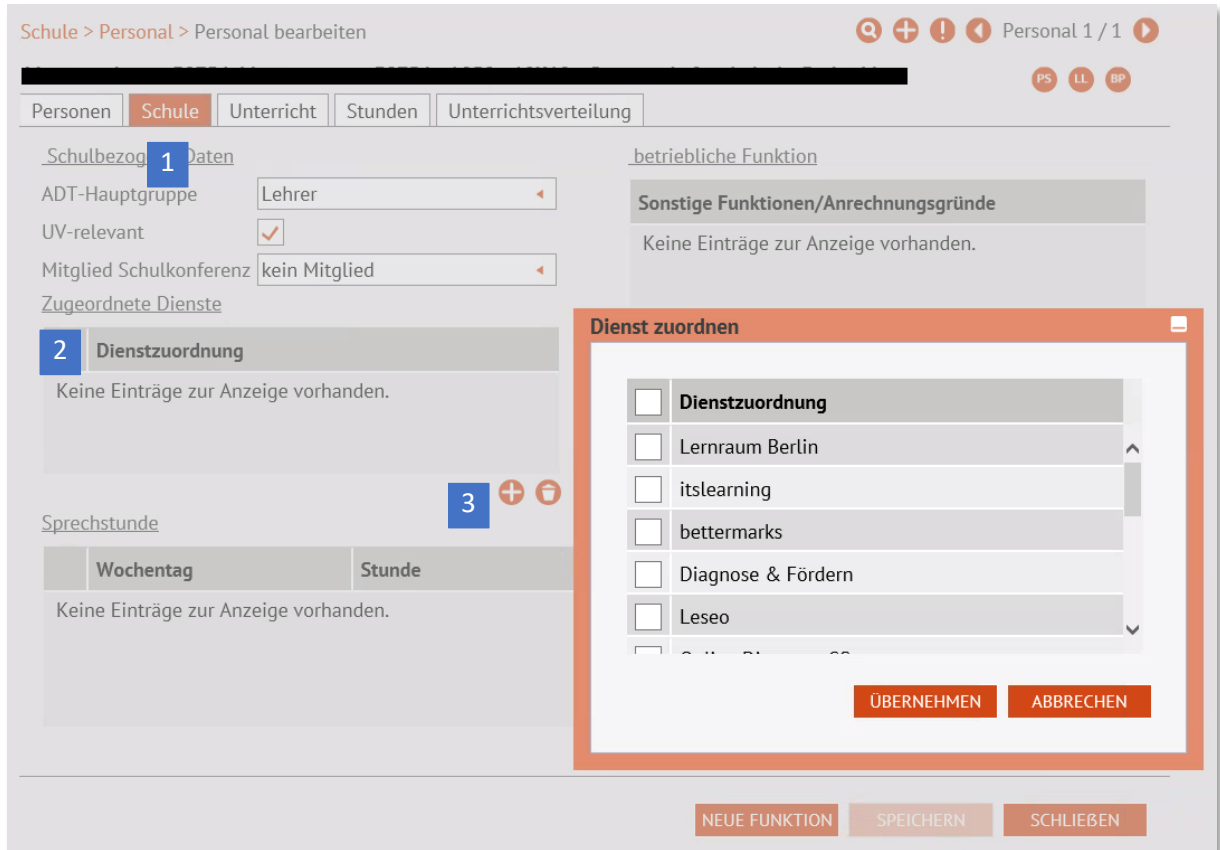 Schule > Personal > Personal bearbeiten
Personal 1 / 1
PS LL BP
Personen Schule Unterricht Stunden Unterrichtsverteilung
Schulbezog Daten
1
ADT-Hauptgruppe Lehrer
UV-relevant
Mitglied Schulkonferenz kein Mitglied
Zugeordnete Dienste
2 Dienstzuordnung
Keine Einträge zur Anzeige vorhanden.
3
Sprechstunde
Wochentag Stunde
Keine Einträge zur Anzeige vorhanden.
betriebliche Funktion
Sonstige Funktionen/Anrechnungsgründe
Keine Einträge zur Anzeige vorhanden.
Dienst zuordnen
Dienstzuordnung
Lernraum Berlin
itslearning
bettermarks
Diagnose & Fördern
Leseo
ÜBERNEHMEN ABBRECHEN
NEUE FUNKTION SPEICHERN SCHLIEßEN